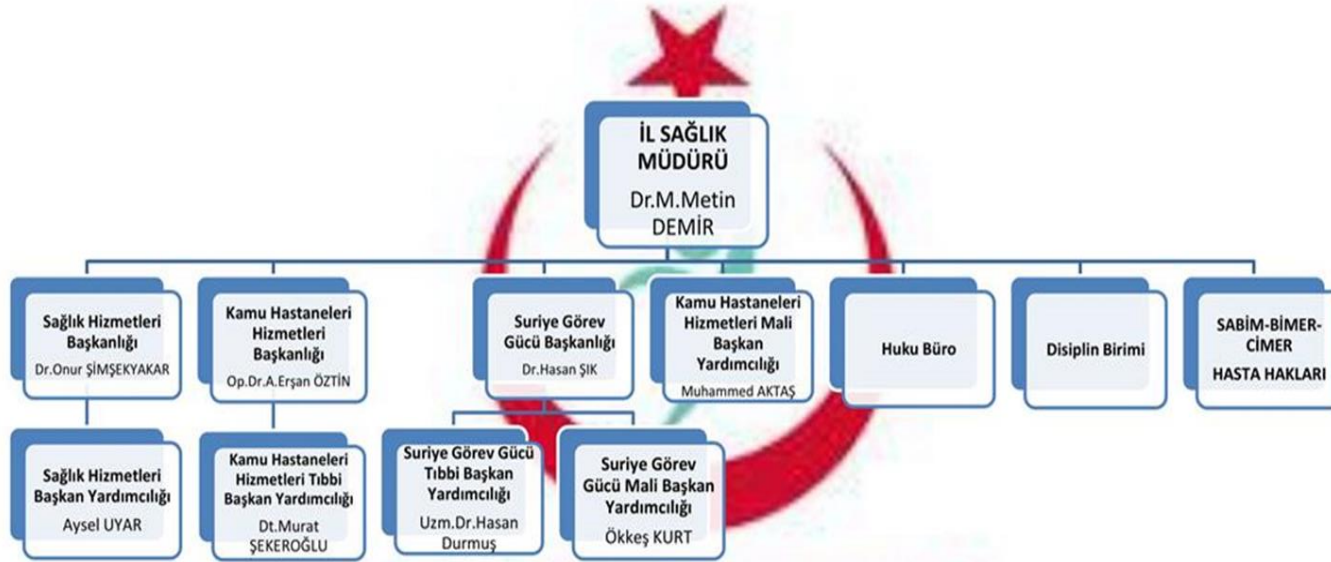 İL SAĞLIK
MÜDÜRÜ
Dr.M.Metin
DEMİR
Sağlık Hizmetleri
Başkanlığı
Dr.Onur ŞİMŞEKYAKAR
Kamu Hastaneleri
Hizmetleri
Başkanlığı
Op.Dr.A.Erşan ÖZTİN
Suriye Görev
Gücü Başkanlığı
Dr.Hasan ŞIK
Kamu Hastaneleri
Hizmetleri Mali
Başkan
Yardımcılığı
Muhammed AKTAŞ
Huku Büro
Disiplin Birimi
SABİM-BİMER-
CİMER
HASTA HAKLARI
Sağlık Hizmetleri
Başkan Yardımcılığı
Aysel UYAR
Kamu Hastaneleri
Hizmetleri Tıbbi
Başkan Yardımcılığı
Dt.Murat
ŞEKEROĞLU
Suriye Görev Gücü
Tıbbi Başkan
Yardımcılığı
Uzm.Dr.Hasan
Durmuş
Suriye Görev
Gücü Mali Başkan
Yardımcılığı
Ökkeş KURT